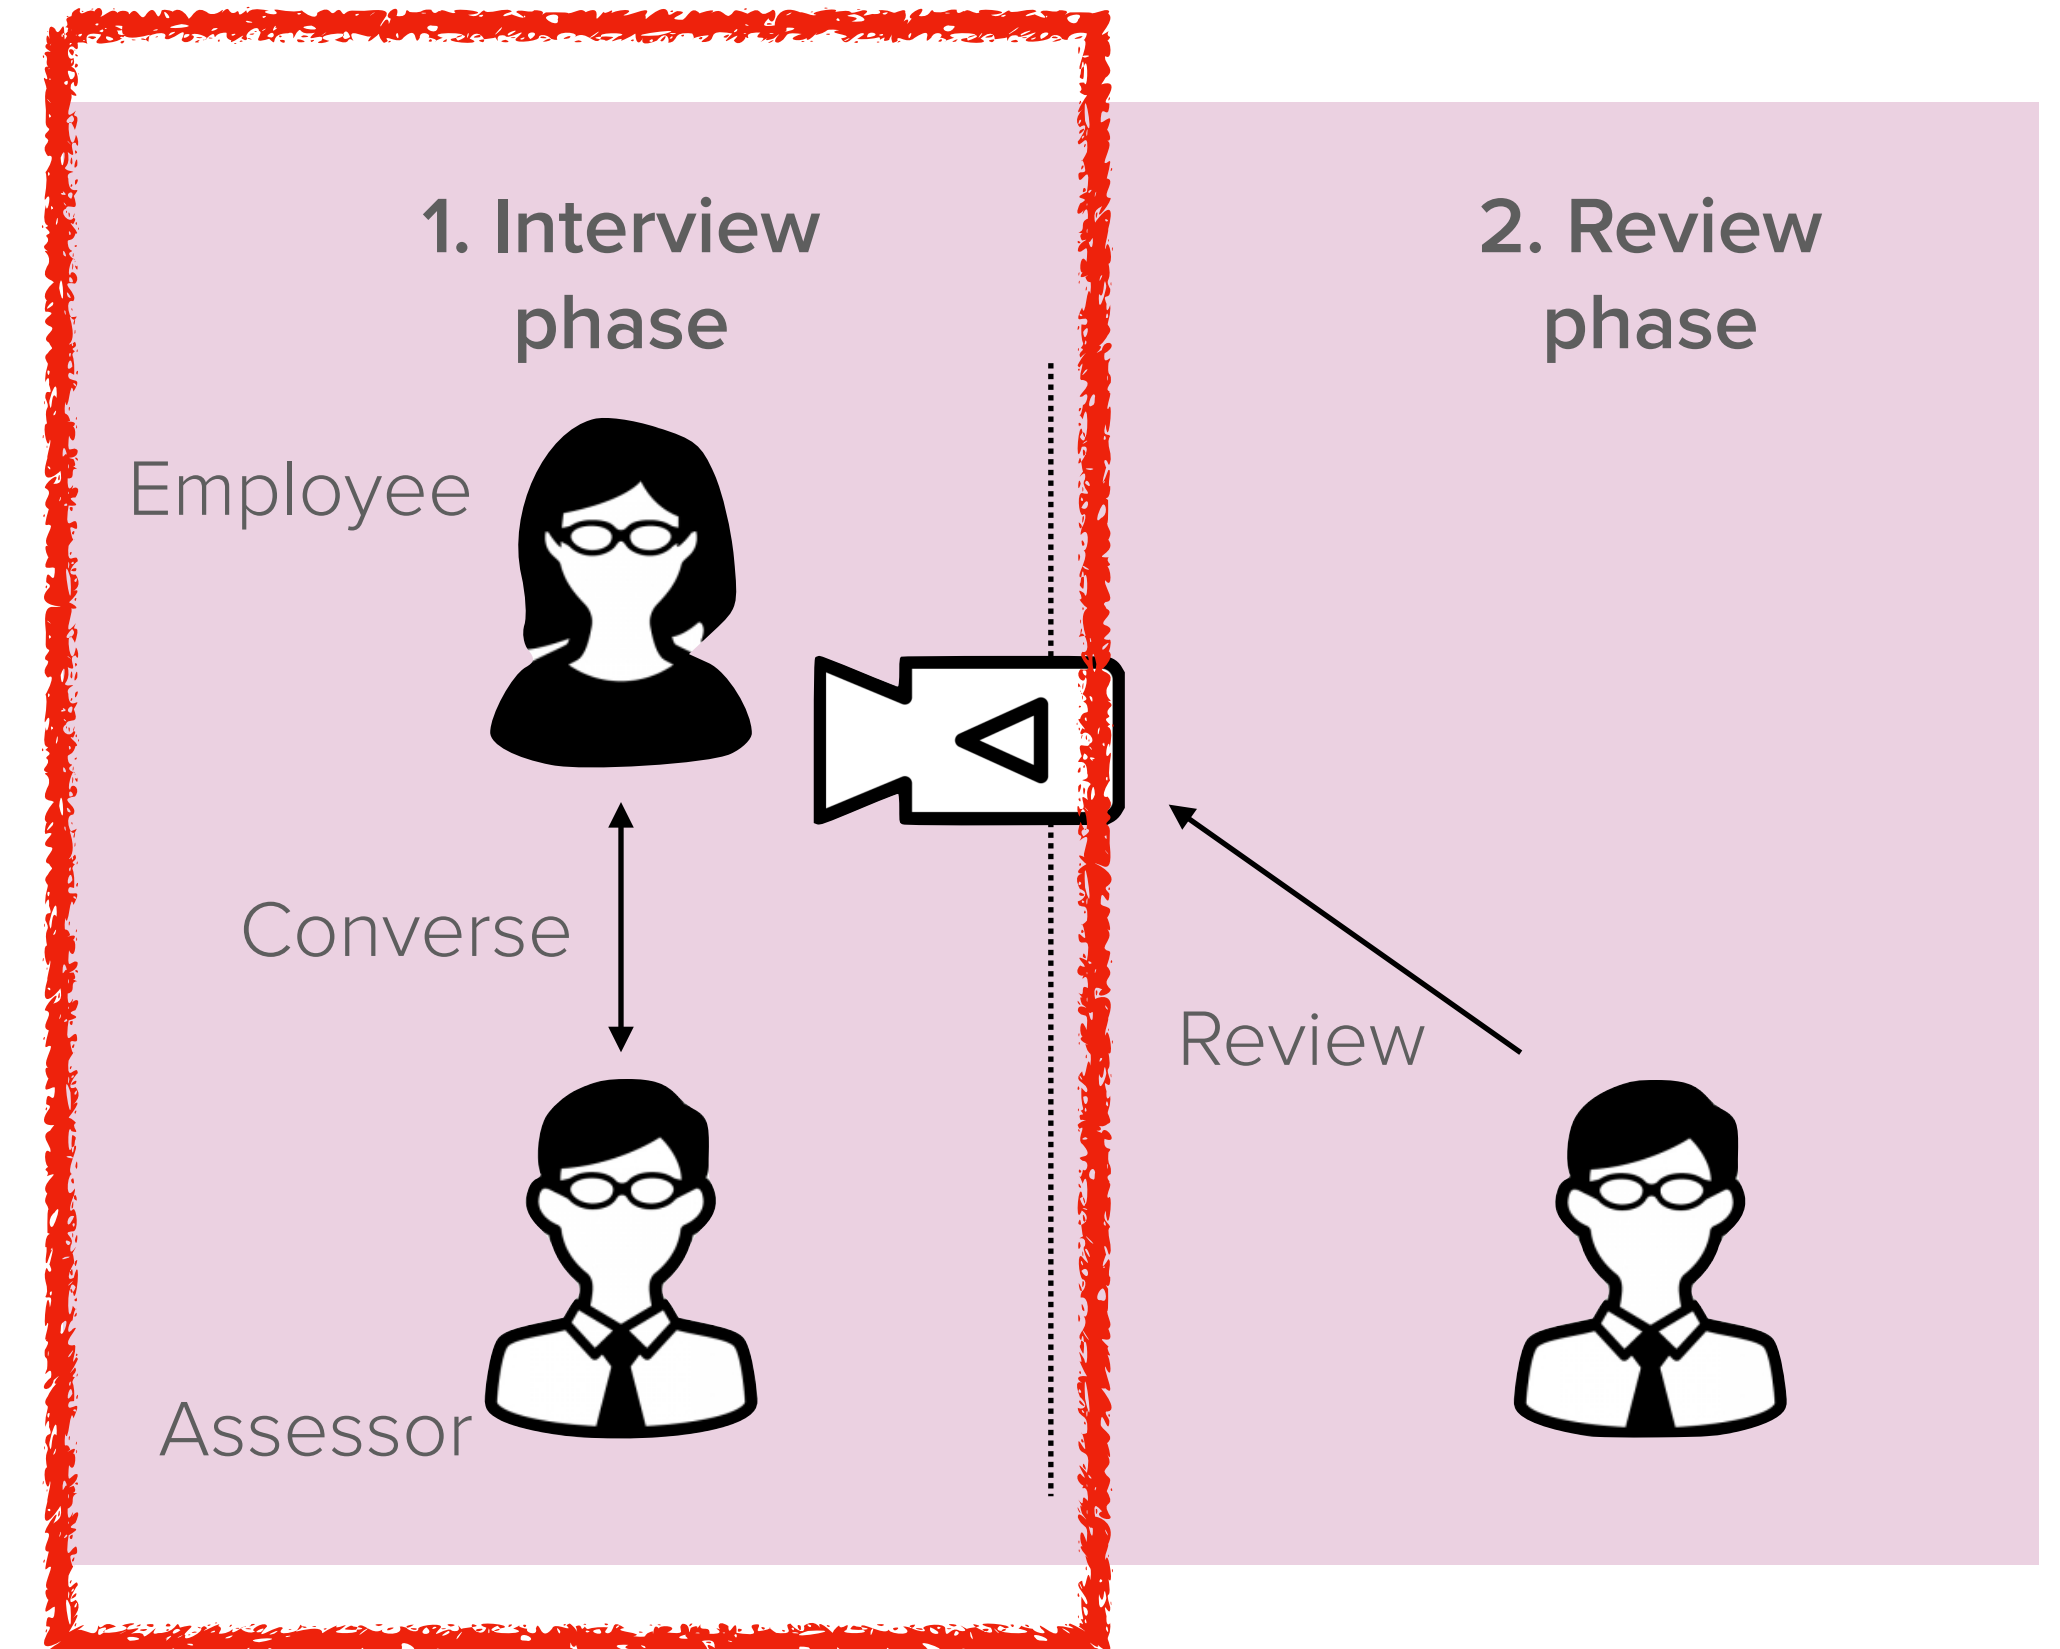 1. Interview
phase
2. Review
phase
Employee
Converse
Review
Assessor